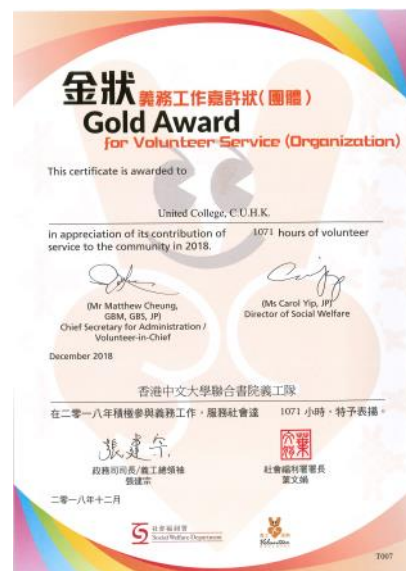 金狀 義務工作嘉許狀(團體)
Gold Award
for Volunteer Service (Organization)
This certificate is awarded to
United College, C.U.H.K.
in appreciation of its contribution of 1071 hours of volunteer
service to the community in 2018.
(Mr Matthew Cheung,
GBM, GBS, JP)
Chief Secretary for Administration /
Volunteer-in-Chief
(Ms Carol Yip, JP)
Director of Social Welfare
December 2018
香港中文大學聯合書院義工隊
在二零一八年積極參與義務工作,服務社會達 1071 小時,特予表揚。
張建宗
政務司司長/義工總領袖
張建宗
社會福利署署長
葉文娟
二零一八年十二月
社會福利署
Social Welfare Department
Volunteer
T007